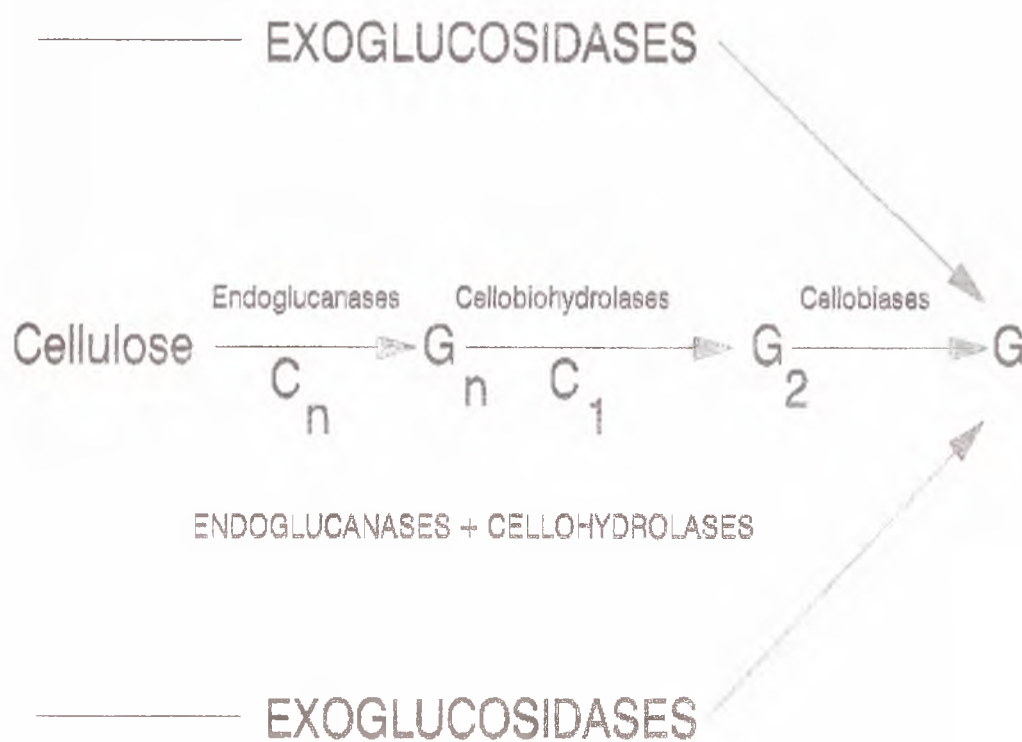 EXOGLUCOSIDASES
Endoglucanases Cellobiohydrolases Cellobiases
Cellulose G G G
C n C 2
n 1
ENDOGLUCANASES + CELLOHYDROLASES
EXOGLUCOSIDASES